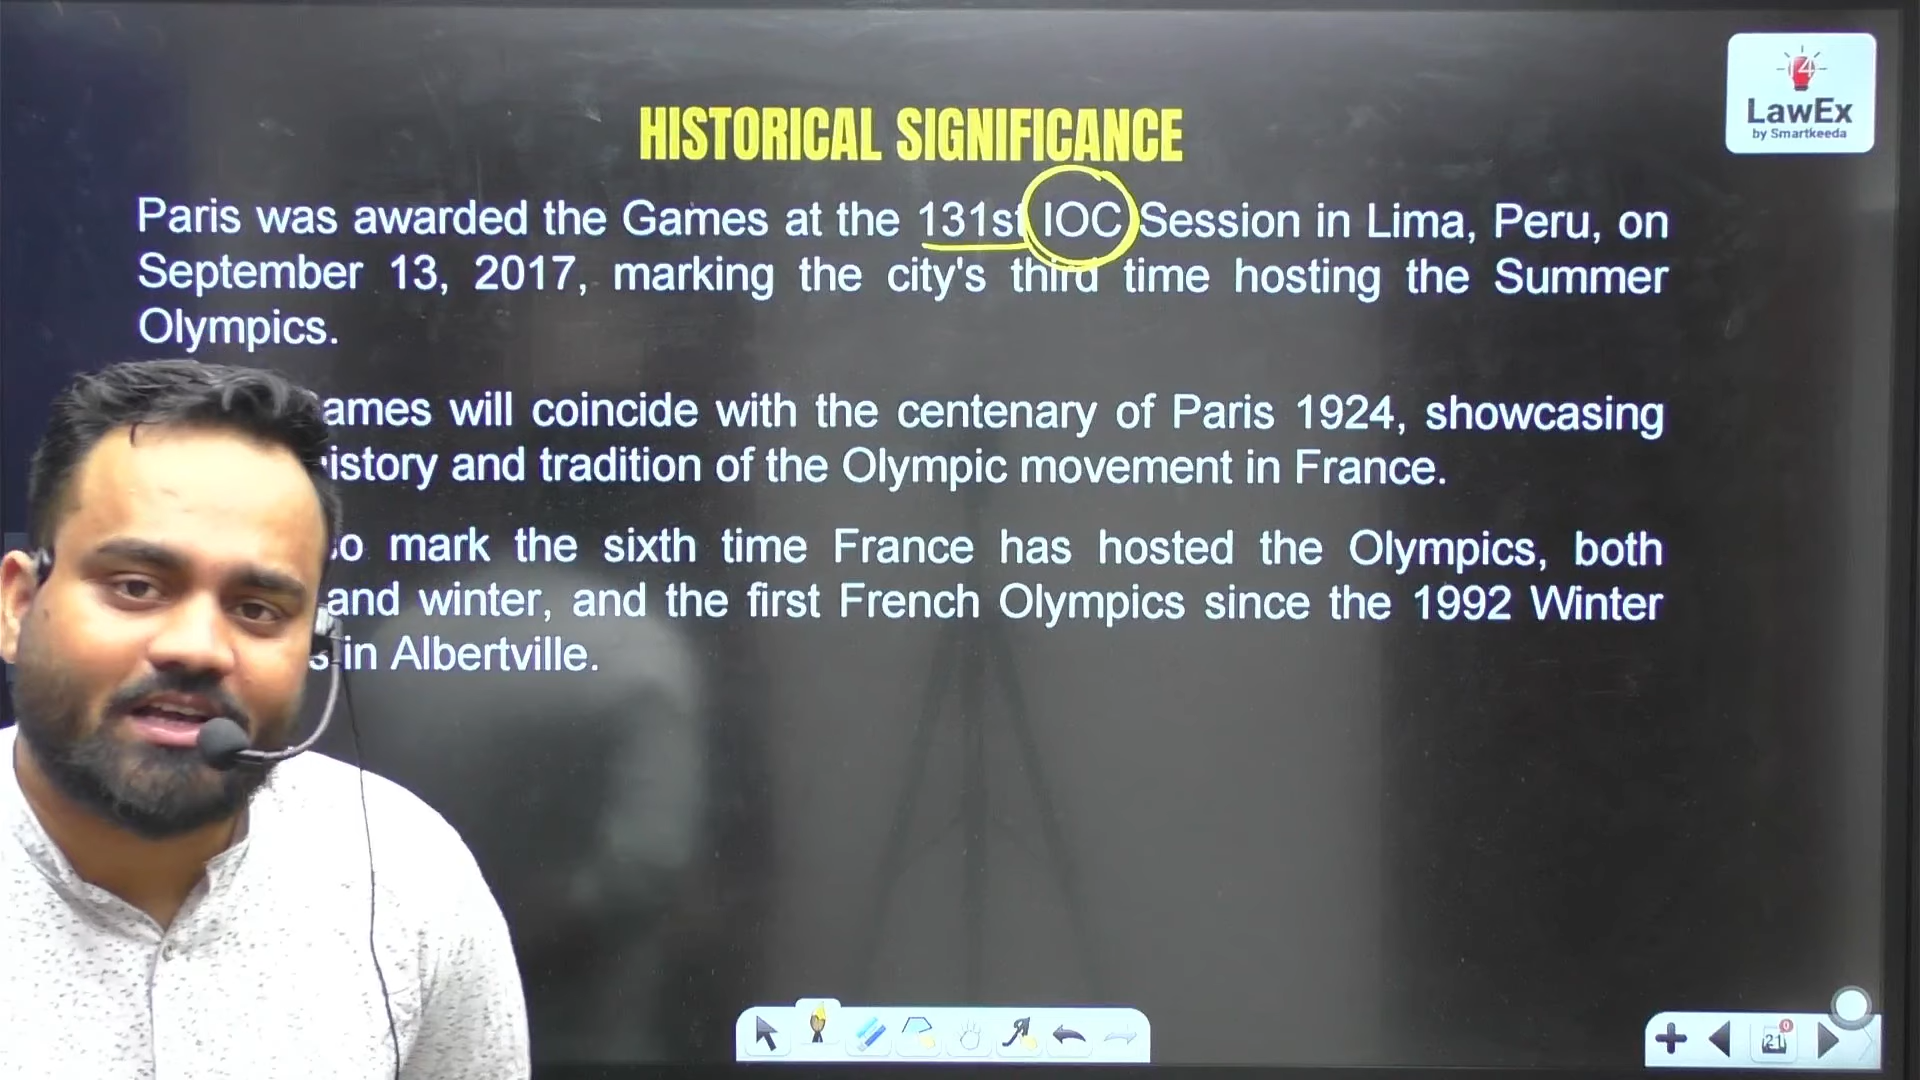 HISTORICAL SIGNIFICANCE
Paris was awarded the Games at the 131st IOC Session in Lima, Peru, on
September 13, 2017, marking the city's third time hosting the Summer
Olympics.
will coincide with the centenary of Paris 1924, showcasing
and tradition of the Olympic movement in France.
mark the sixth time France has hosted the Olympics, both
and winter, and the first French Olympics since the 1992 Winter
in Albertville.
LawEx
by Smartkeeda
21
0